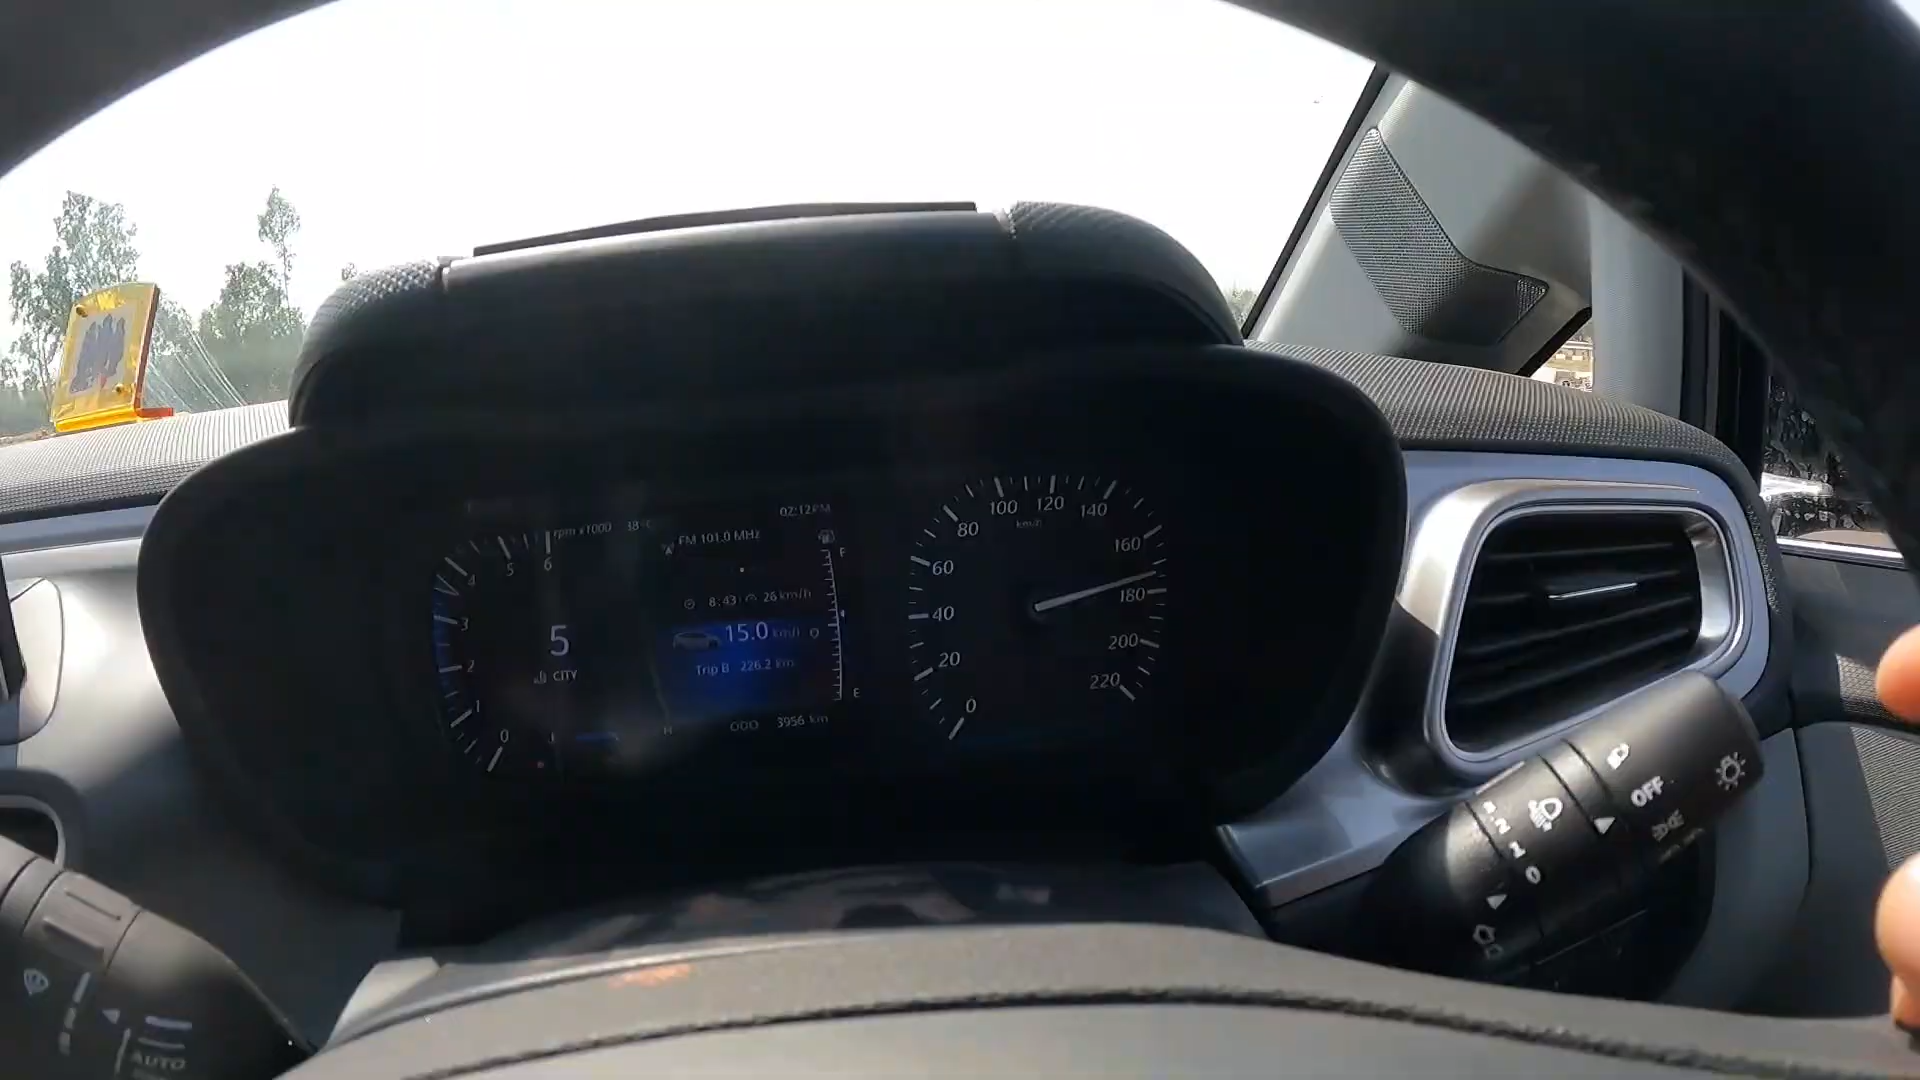 02:12PM
rpm x1000 38°C
FM 101.0 MHz
F
8:43 26 km/h
15.0 km/l
Trip B 226.2 km
E
ODO 3956 km
5
CITY
0
1
2
3
4
5
6
km/h
0
20
40
60
80
100
120
140
160
180
200
220
OFF
AUTO